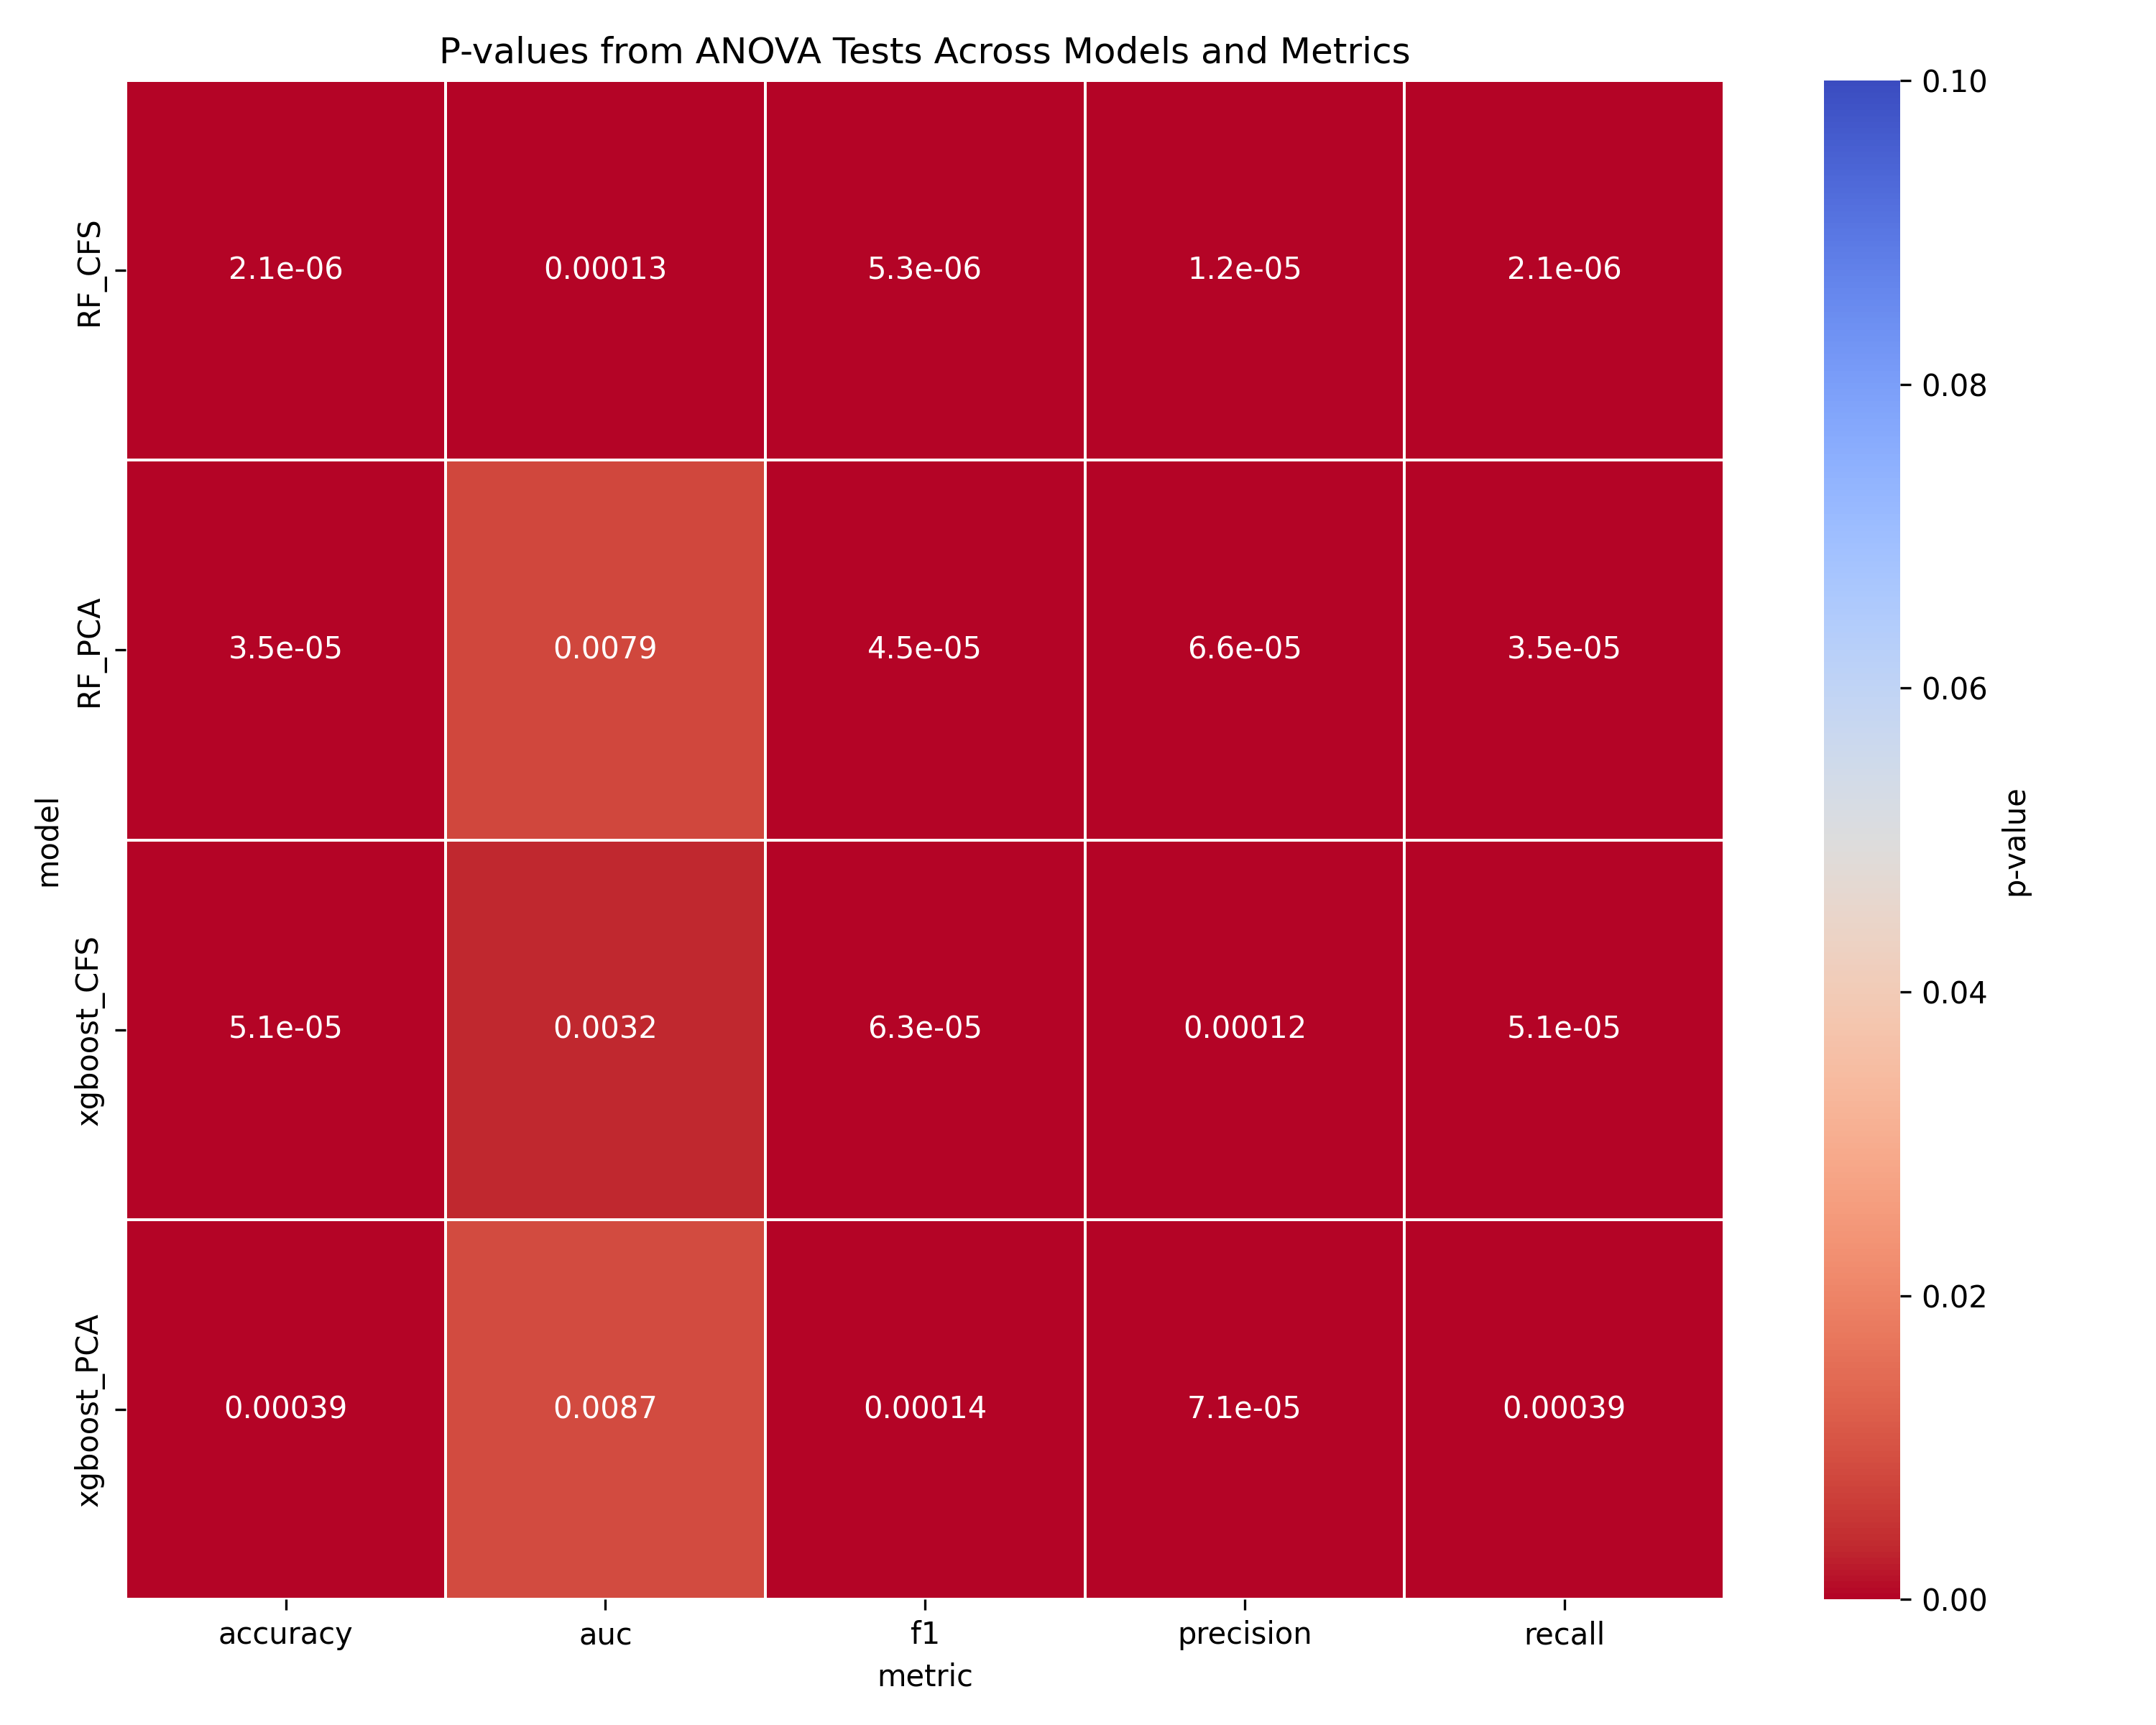 P-values from ANOVA Tests Across Models and Metrics
RF_CFS 2.1e-06 0.00013 5.3e-06 1.2e-05 2.1e-06
RF_PCA 3.5e-05 0.0079 4.5e-05 6.6e-05 3.5e-05
xgboost_CFS 5.1e-05 0.0032 6.3e-05 0.00012 5.1e-05
xgboost_PCA 0.00039 0.0087 0.00014 7.1e-05 0.00039
model
accuracy auc f1 precision recall
metric
0.10
0.08
0.06
0.04
0.02
0.00
p-value